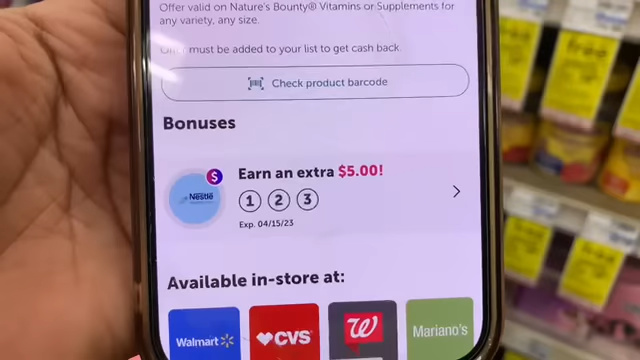 Offer valid on Nature's Bounty® Vitamins or Supplements for
any variety, any size.
must be added to your list to get cash back.
Check product barcode
Bonuses
$
Nestle
Earn an extra $5.00!
1 2 3
Exp. 04/15/23
Available in-store at:
Walmart
CVS
W
Mariano's